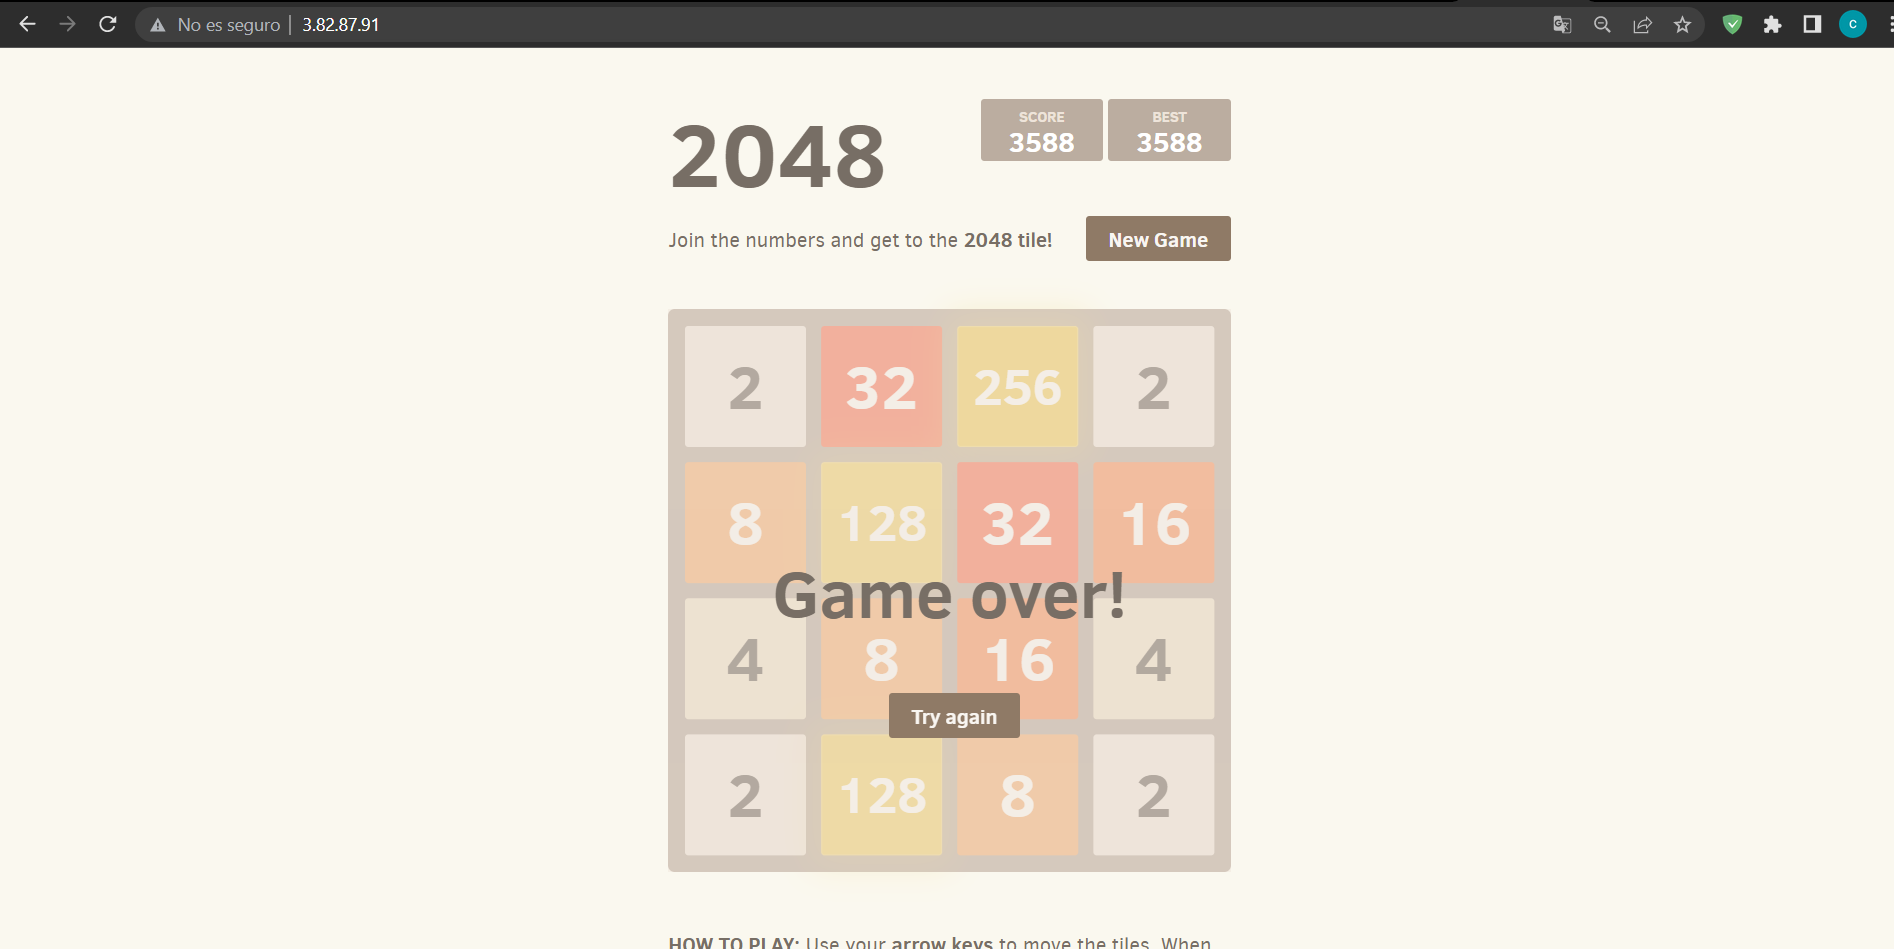 No es seguro | 3.82.87.91
C
2048
SCORE
3588
BEST
3588
Join the numbers and get to the 2048 tile!
New Game
2 32 256 2
8 128 32 16
Game over!
4 8 16 4
Try again
2 128 8 2
HOW TO PLAY: Use your arrow keys to move the tiles. When